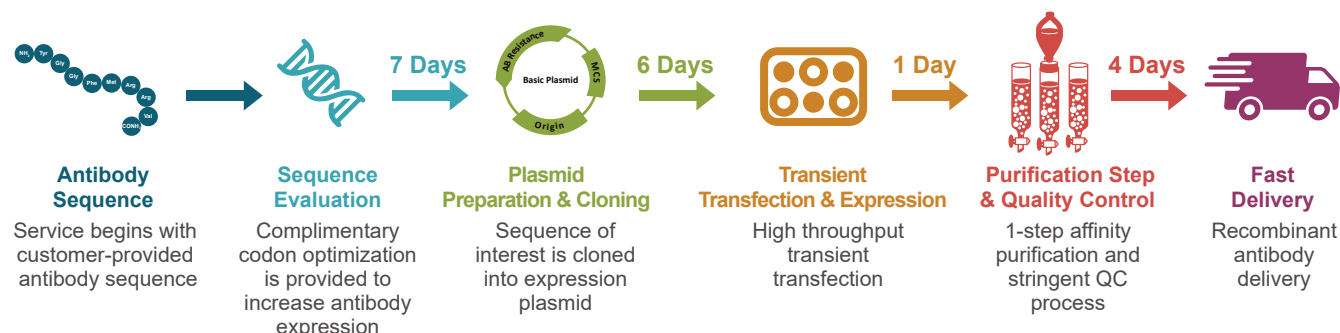 NH₂
Tyr
Gly
Gly
Phe
Met
Arg
Arg
Val
CONH₂
7 Days
AB Resistance
MCS
Basic Plasmid
Origin
6 Days
1 Day
4 Days
Antibody
Sequence
Service begins with
customer-provided
antibody sequence
Sequence
Evaluation
Complimentary
codon optimization
is provided to
increase antibody
expression
Plasmid
Preparation & Cloning
Sequence of
interest is cloned
into expression
plasmid
Transient
Transfection & Expression
High throughput
transient
transfection
Purification Step
& Quality Control
1-step affinity
purification and
stringent QC
process
Fast
Delivery
Recombinant
antibody
delivery